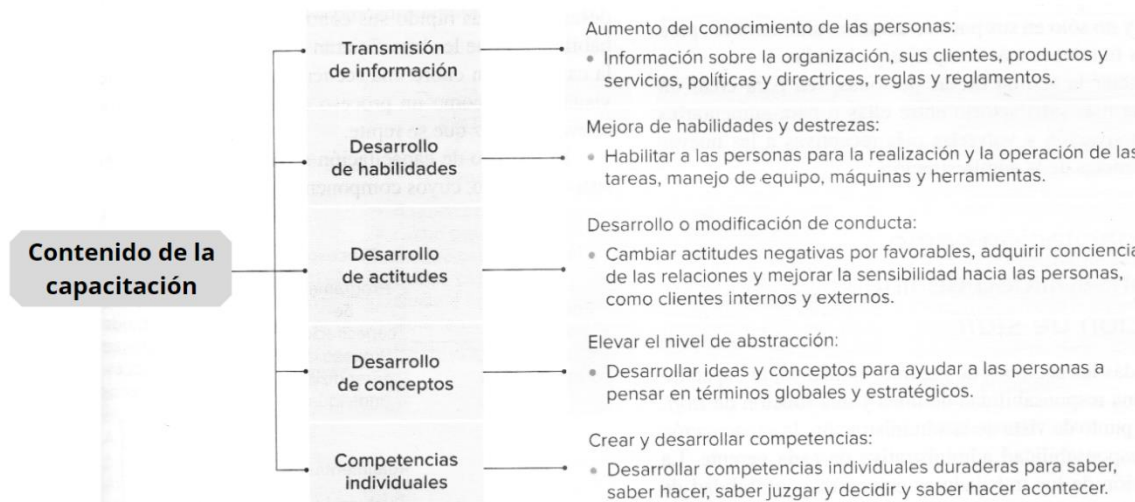 Contenido de la
capacitación
Transmisión
de información
Aumento del conocimiento de las personas:
• Información sobre la organización, sus clientes, productos y
servicios, políticas y directrices, reglas y reglamentos.
Desarrollo
de habilidades
Mejora de habilidades y destrezas:
• Habilitar a las personas para la realización y la operación de las
tareas, manejo de equipo, máquinas y herramientas.
Desarrollo
de actitudes
Desarrollo o modificación de conducta:
• Cambiar actitudes negativas por favorables, adquirir conciencia
de las relaciones y mejorar la sensibilidad hacia las personas,
como clientes internos y externos.
Desarrollo
de conceptos
Elevar el nivel de abstracción:
• Desarrollar ideas y conceptos para ayudar a las personas a
pensar en términos globales y estratégicos.
Competencias
individuales
Crear y desarrollar competencias:
• Desarrollar competencias individuales duraderas para saber,
saber hacer, saber juzgar y decidir y saber hacer acontecer.